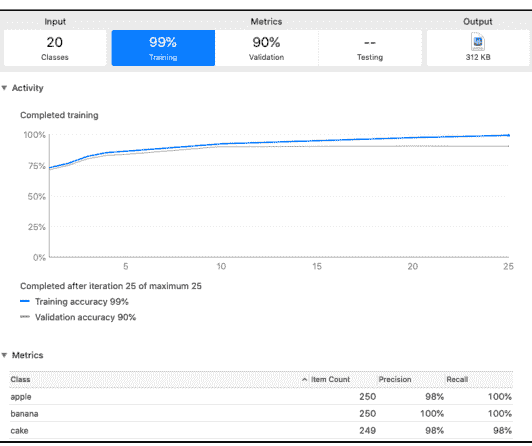 Input Metrics Output
20 99% 90% --
Classes Training Validation Testing 312 KB
Activity
Completed training
100%
75%
50%
25%
0%
5 10 15 20 25
Completed after iteration 25 of maximum 25
Training accuracy 99%
Validation accuracy 90%
Metrics
Class Item Count Precision Recall
apple 250 98% 100%
banana 250 100% 100%
cake 249 98% 98%